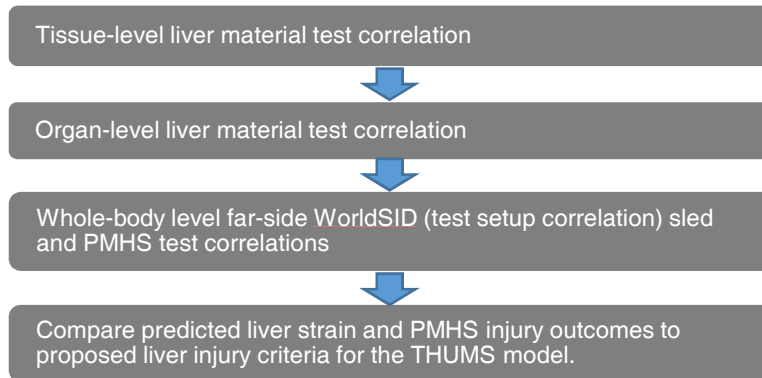 Tissue-level liver material test correlation
Organ-level liver material test correlation
Whole-body level far-side WorldSID (test setup correlation) sled
and PMHS test correlations
Compare predicted liver strain and PMHS injury outcomes to
proposed liver injury criteria for the THUMS model.